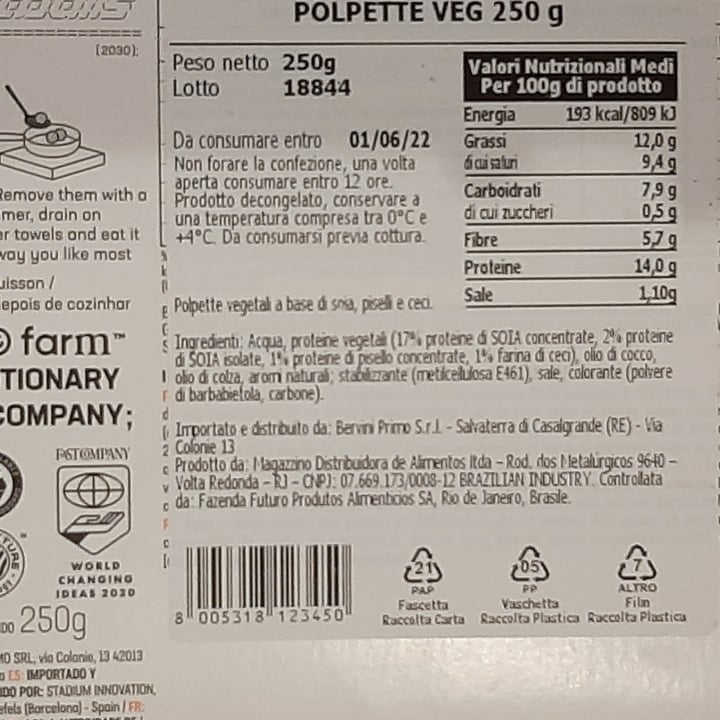 POLPETTE VEG 250 g
Peso netto 250g
Lotto 18844
Da consumare entro 01/06/22
Non forare la confezione, una volta
aperta consumare entro 12 ore.
Prodotto decongelato, conservare a
una temperatura compresa tra 0°C e
+4°C. Da consumarsi previa cottura.
Valori Nutrizionali Medi
Per 100g di prodotto
Energia 193 kcal/809 kJ
Grassi 12,0 g
di cui saturi 9,4 g
Carboidrati 7,9 g
di cui zuccheri 0,5 g
Fibre 5,7 g
Proteine 14,0 g
Sale 1,10g
Polpette vegetali a base di soia, piselli e ceci.
Ingredienti: Acqua, proteine vegetali (17% proteine di SOIA concentrate, 2% proteine
di SOIA isolate, 1% proteine di pisello concentrate, 1% farina di ceci), olio di cocco,
olio di colza, aromi naturali; stabilizzante (metilcellulosa E461), sale, colorante (polvere
di barbabietola, carbone).
Importato e distribuito da: Bervini Primo S.r.l. - Salvaterra di Casalgrande (RE) - Via
Colonie 13
Prodotto da: Magazzino Distribuidora de Alimentos ltda - Rod. dos Metalúrgicos 9640 -
Volta Redonda - RJ - CNPJ: 07.669.173/0008-12 BRAZILIAN INDUSTRY. Controllata
da: Fazenda Futuro Produtos Alimenticios SA, Rio de Janeiro, Brasile.
8 005318 123450
21
PAP
Fascetta
Raccolta Carta
05
PP
Vaschetta
Raccolta Plastica
7
ALTRO
Film
Raccolta Plastica
[2030];
Remove them with a
drain on
towels and eat it
way you like most
cuisson /
depois de cozinhar
farm™
COMPANY;
FAST COMPANY
WORLD
CHANGING
IDEAS 2020
250g
SRL, via Colonie, 13 42013
ES: IMPORTADO Y
POR: STADIUM INNOVATION,
(Barcelona) - Spain / FR: